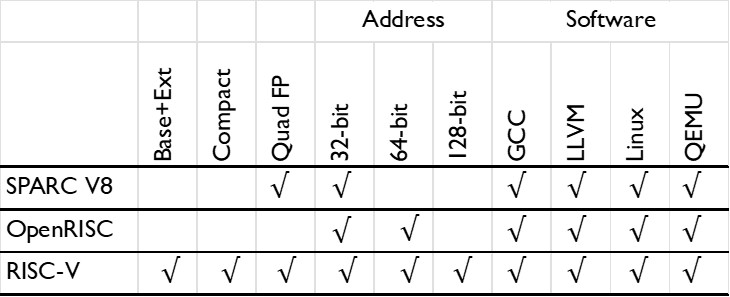 Address Software
Base+Ext Compact Quad FP 32-bit 64-bit 128-bit GCC LLVM Linux QEMU
SPARC V8 √ √ √ √ √ √
OpenRISC √ √ √ √ √ √
RISC-V √ √ √ √ √ √ √ √ √ √